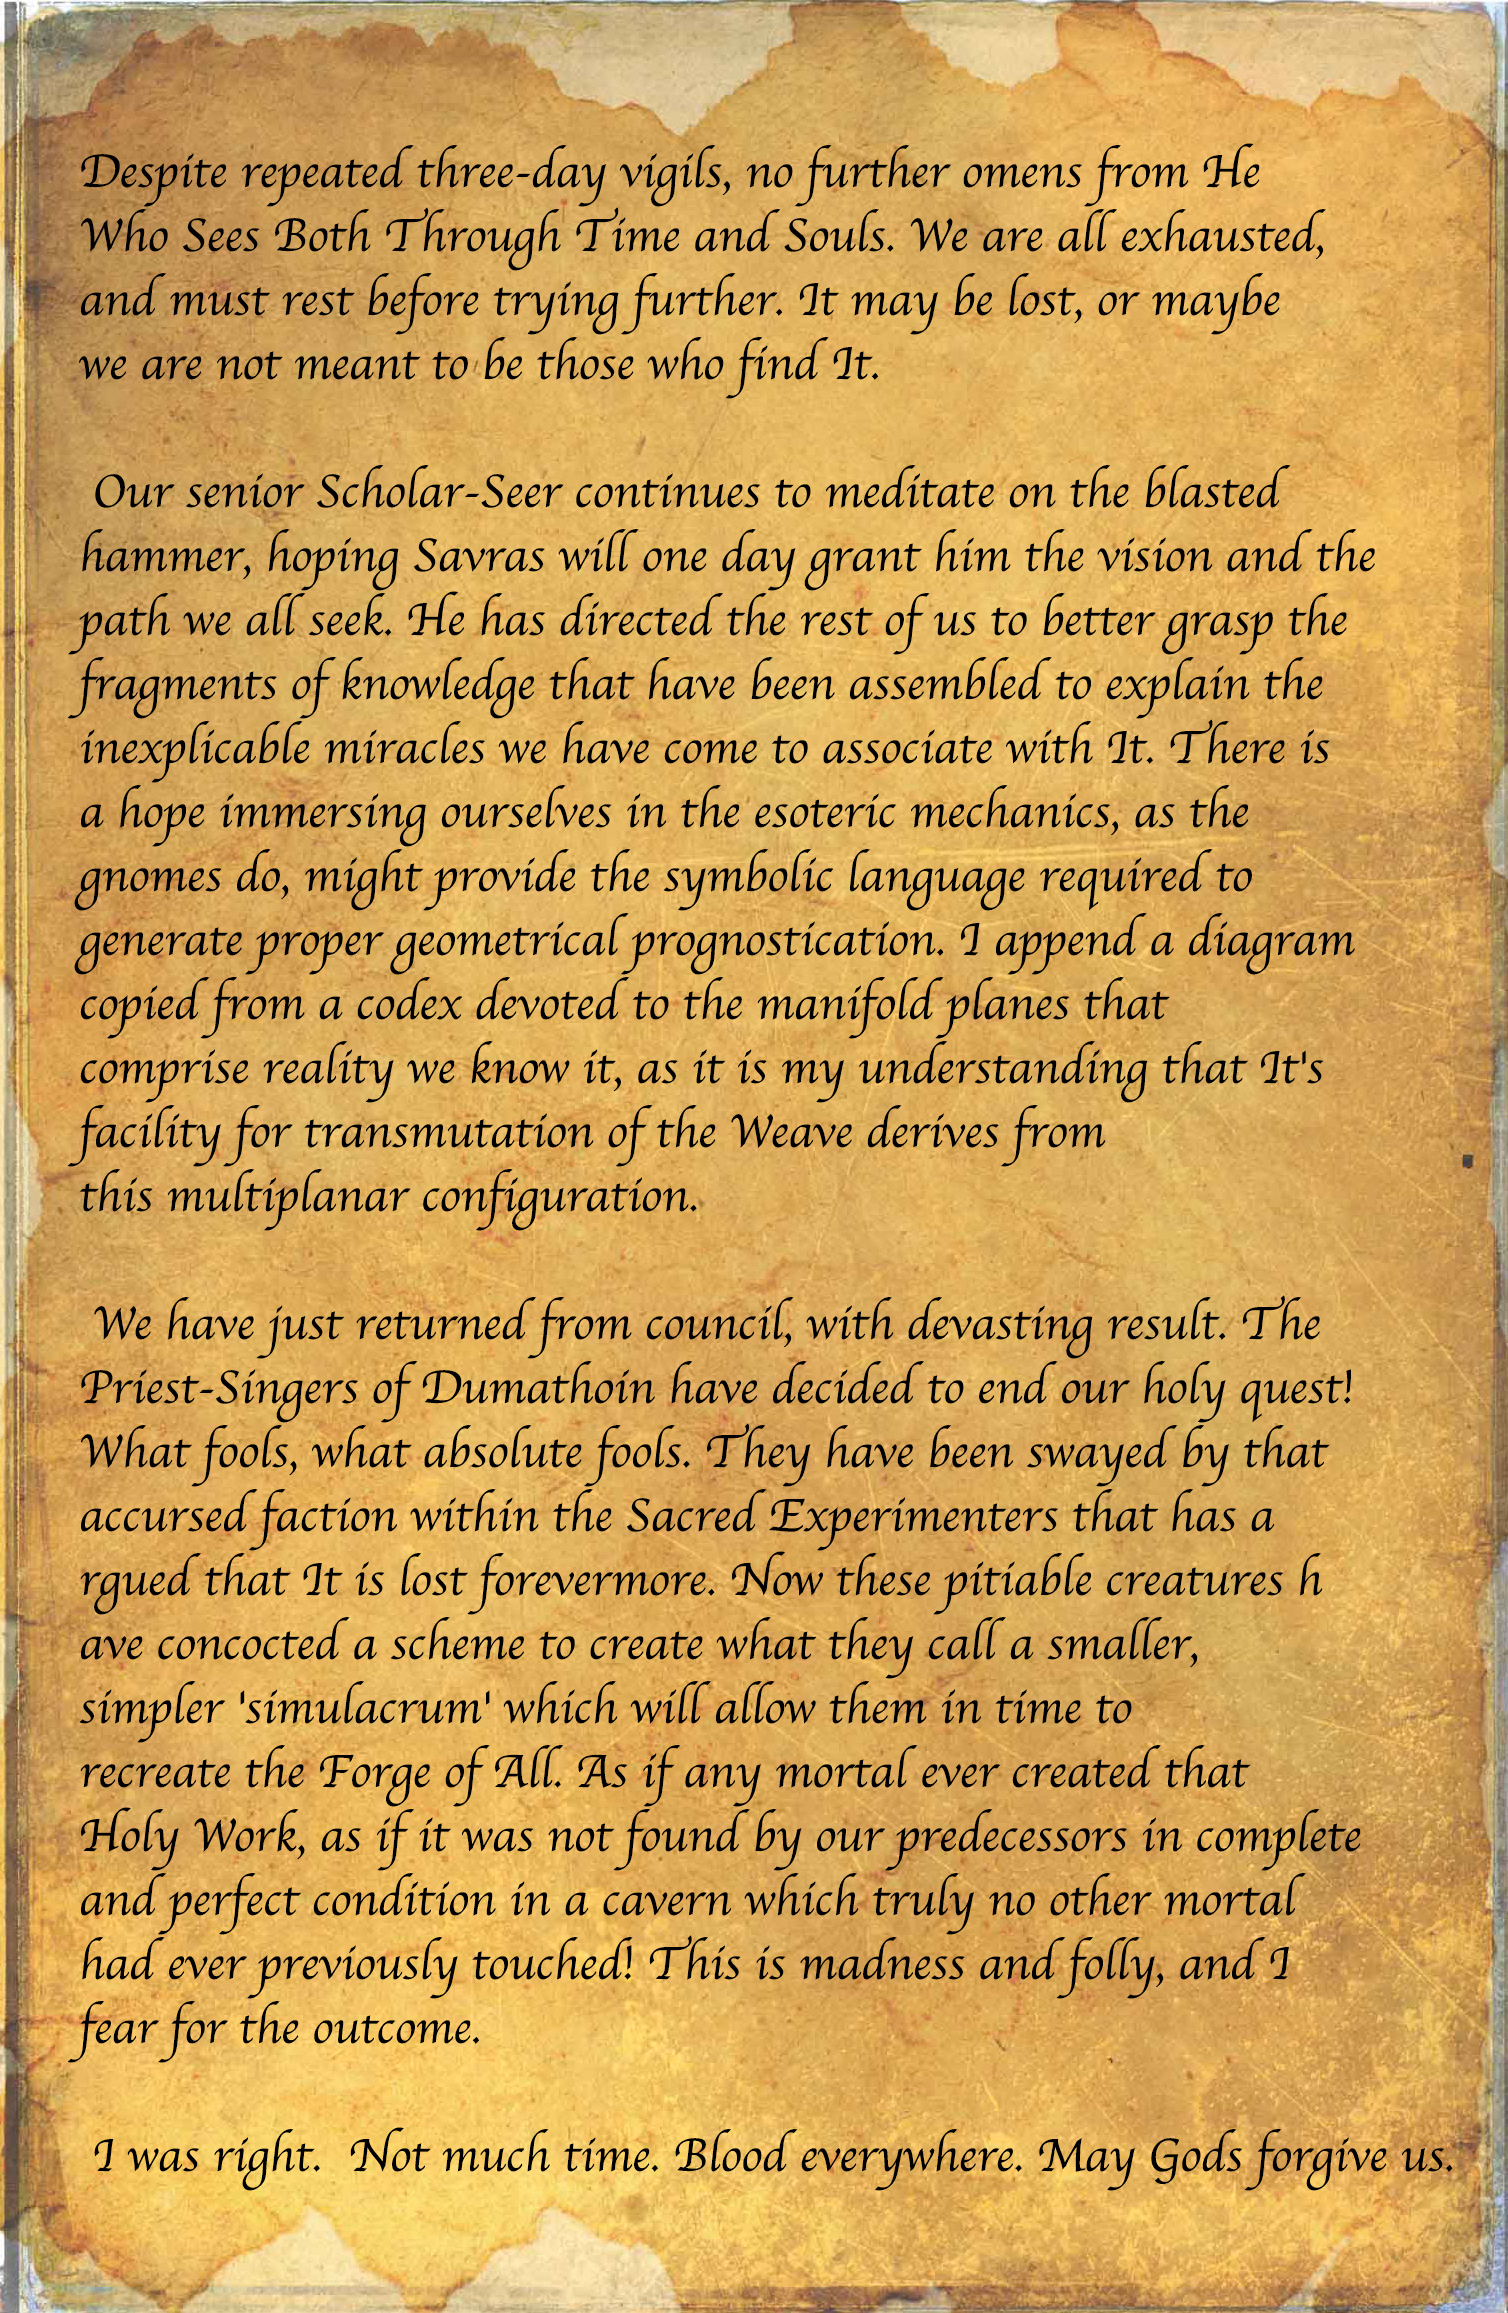 Despite repeated three-day vigils, no further omens from He
Who Sees Both Through Time and Souls. We are all exhausted,
and must rest before trying further. It may be lost, or maybe
we are not meant to be those who find It.
Our senior Scholar-Seer continues to meditate on the blasted
hammer, hoping Savras will one day grant him the vision and the
path we all seek. He has directed the rest of us to better grasp the
fragments of knowledge that have been assembled to explain the
inexplicable miracles we have come to associate with It. There is
a hope immersing ourselves in the esoteric mechanics, as the
gnomes do, might provide the symbolic language required to
generate proper geometrical prognostication. I append a diagram
copied from a codex devoted to the manifold planes that
comprise reality we know it, as it is my understanding that It's
facility for transmutation of the Weave derives from
this multiplanar configuration.
We have just returned from council, with devasting result. The
Priest-Singers of Dumathoin have decided to end our holy quest!
What fools, what absolute fools. They have been swayed by that
accursed faction within the Sacred Experimenters that has a
rgued that It is lost forevermore. Now these pitiable creatures h
ave concocted a scheme to create what they call a smaller,
simpler 'simulacrum' which will allow them in time to
recreate the Forge of All. As if any mortal ever created that
Holy Work, as if it was not found by our predecessors in complete
and perfect condition in a cavern which truly no other mortal
had ever previously touched! This is madness and folly, and I
fear for the outcome.
I was right. Not much time. Blood everywhere. May Gods forgive us.